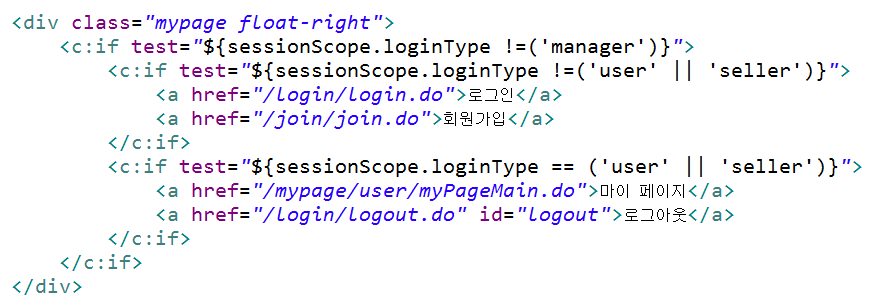 <div class="mypage float-right">
    <c:if test="${sessionScope.loginType !=('manager')}">
        <c:if test="${sessionScope.loginType !=('user' || 'seller')}">
            <a href="/login/login.do">로그인</a>
            <a href="/join/join.do">회원가입</a>
        </c:if>
        <c:if test="${sessionScope.loginType == ('user' || 'seller')}">
            <a href="/mypage/user/myPageMain.do">마이 페이지</a>
            <a href="/login/logout.do" id="logout">로그아웃</a>
        </c:if>
    </c:if>
</div>